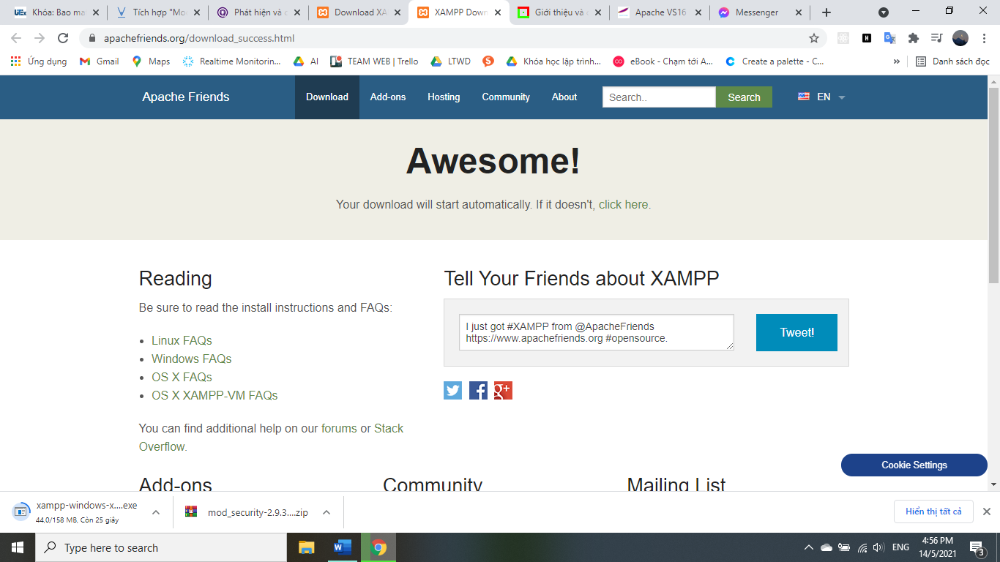 Khóa: Bao ma
Tích hợp "Mo
Phát hiện và c
Download XA
XAMPP Down
Giới thiệu và c
Apache VS16
Messenger
apachefriends.org/download_success.html
Ứng dụng
Gmail
Maps
Realtime Monitorin...
AI
TEAM WEB | Trello
LTWD
Khóa học lập trình...
eBook - Chạm tới A...
Create a palette - C...
»
Danh sách đọc
Apache Friends
Download
Add-ons
Hosting
Community
About
Search..
Search
EN
Awesome!
Your download will start automatically. If it doesn't, click here.
Reading
Be sure to read the install instructions and FAQs:
Linux FAQs
Windows FAQs
OS X FAQs
OS X XAMPP-VM FAQs
You can find additional help on our forums or Stack
Overflow.
Tell Your Friends about XAMPP
I just got #XAMPP from @ApacheFriends
https://www.apachefriends.org #opensource.
Tweet!
Cookie Settings
Add-ons
Community
Mailing List
xampp-windows-x....exe
44,0/158 MB, Còn 25 giây
mod_security-2.9.3....zip
Hiển thị tất cả
Type here to search
ENG
4:56 PM
14/5/2021
3